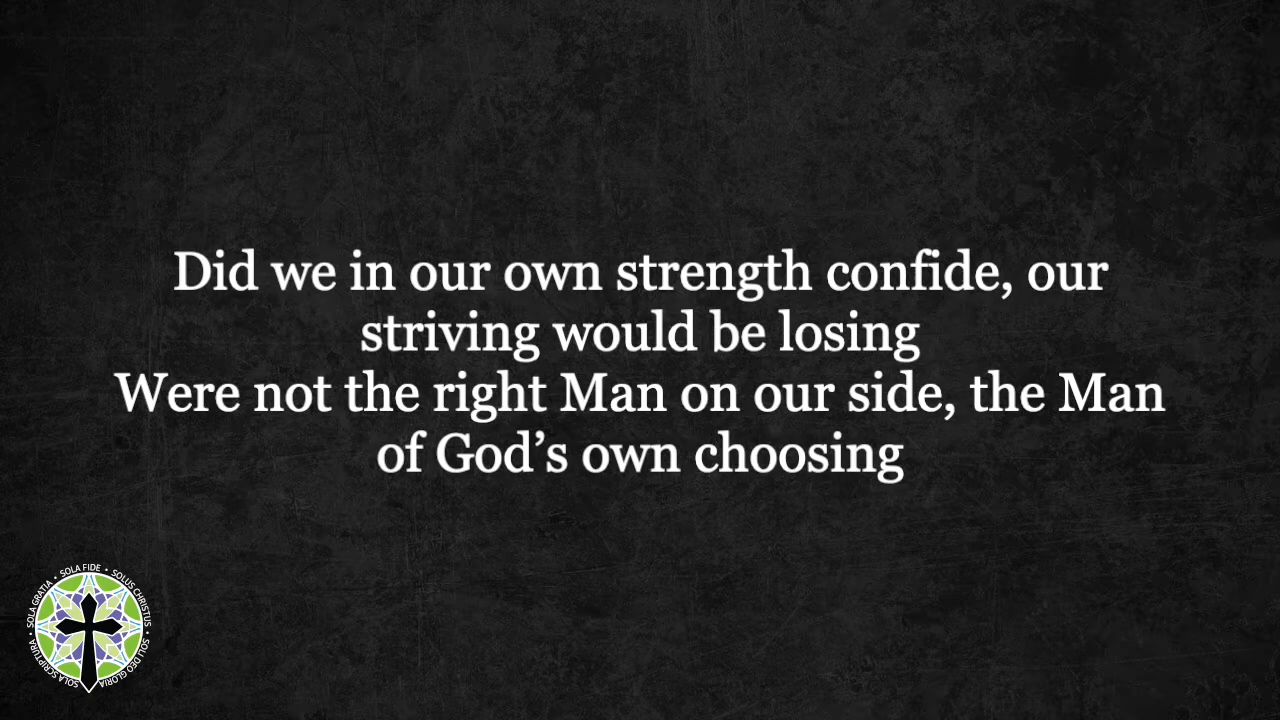 Did we in our own strength confide, our
striving would be losing
Were not the right Man on our side, the Man
of God’s own choosing
SOLA SCRIPTURA • SOLA GRATIA • SOLA FIDE • SOLUS CHRISTUS • SOLI DEO GLORIA